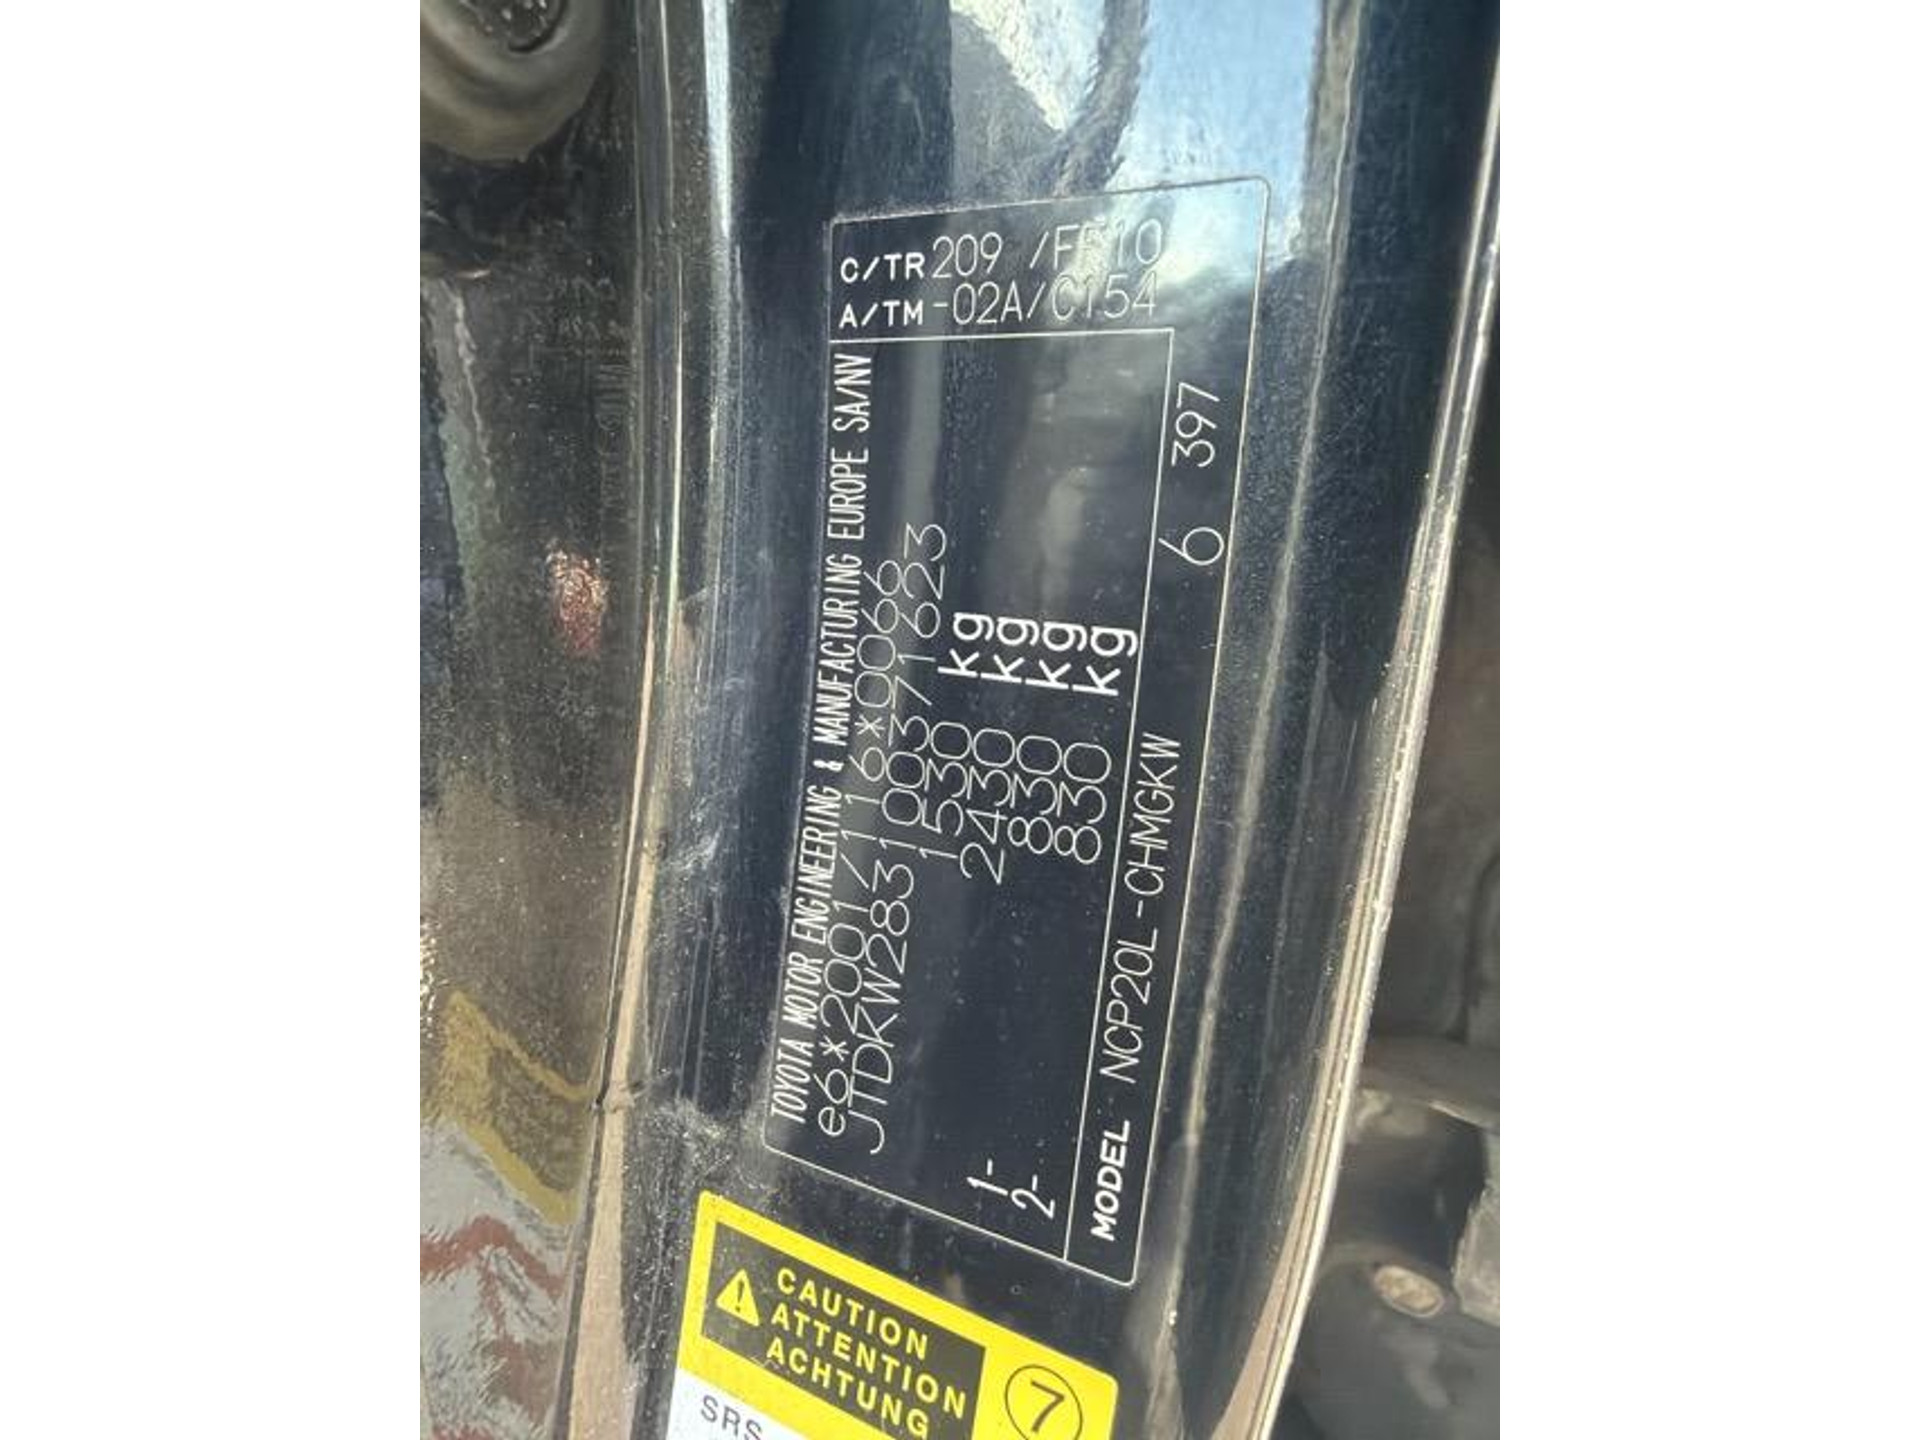 TOYOTA MOTOR ENGINEERING & MANUFACTURING EUROPE SA/NV
e6*2001/116*0066
JTDKW283100371623
1530 kg
2430 kg
1- 830 kg
2- 830 kg
MODEL NCP20L-CHMGKW 6 397
C/TR 209 /FF10
A/TM -02A/C154
CAUTION
ATTENTION
ACHTUNG
7
SRS